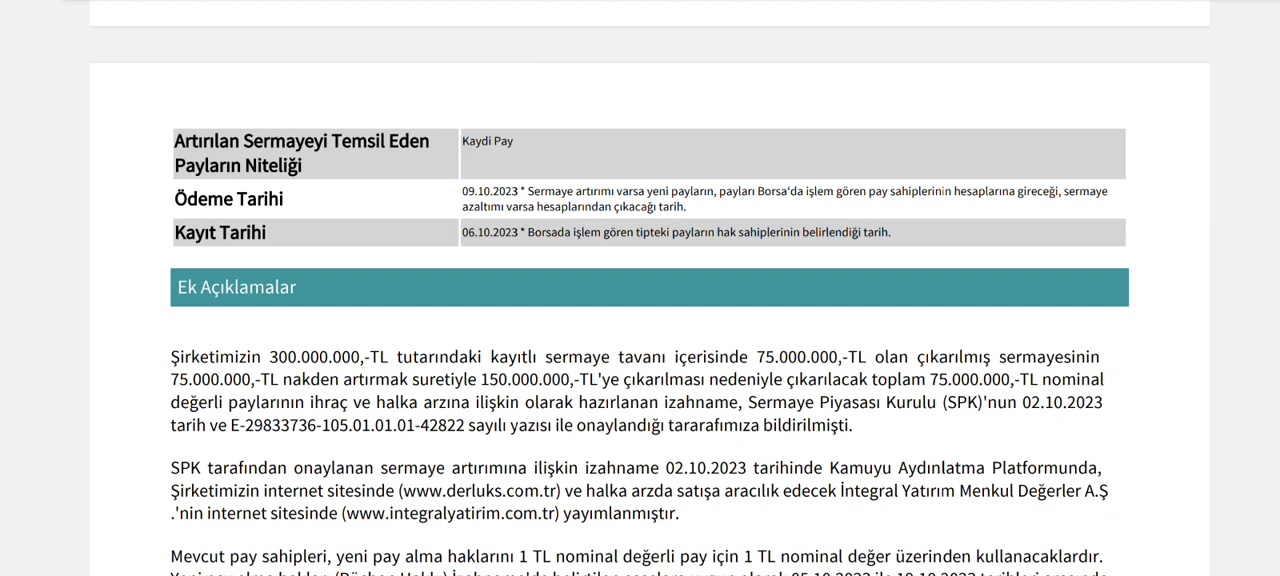 Artırılan Sermayeyi Temsil Eden
Payların Niteliği
Kaydi Pay
Ödeme Tarihi
09.10.2023 * Sermaye artırımı varsa yeni payların, payları Borsa'da işlem gören pay sahiplerinin hesaplarına gireceği, sermaye
azaltımı varsa hesaplarından çıkacağı tarih.
Kayıt Tarihi
06.10.2023 * Borsada işlem gören tipteki payların hak sahiplerinin belirlendiği tarih.
Ek Açıklamalar
Şirketimizin 300.000.000,-TL tutarındaki kayıtlı sermaye tavanı içerisinde 75.000.000,-TL olan çıkarılmış sermayesinin
75.000.000,-TL nakden artırmak suretiyle 150.000.000,-TL'ye çıkarılması nedeniyle çıkarılacak toplam 75.000.000,-TL nominal
değerli paylarının ihraç ve halka arzına ilişkin olarak hazırlanan izahname, Sermaye Piyasası Kurulu (SPK)'nun 02.10.2023
tarih ve E-29833736-105.01.01.01-42822 sayılı yazısı ile onaylandığı tararafımıza bildirilmişti.
SPK tarafından onaylanan sermaye artırımına ilişkin izahname 02.10.2023 tarihinde Kamuyu Aydınlatma Platformunda,
Şirketimizin internet sitesinde (www.derluks.com.tr) ve halka arzda satışa aracılık edecek İntegral Yatırım Menkul Değerler A.Ş
.'nin internet sitesinde (www.integralyatirim.com.tr) yayımlanmıştır.
Mevcut pay sahipleri, yeni pay alma haklarını 1 TL nominal değerli pay için 1 TL nominal değer üzerinden kullanacaklardır.